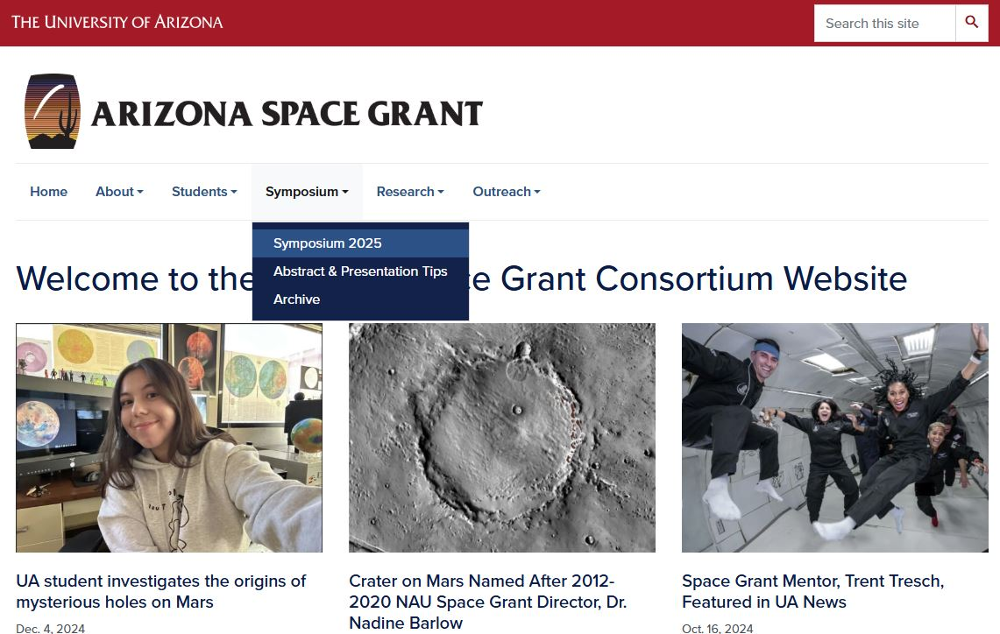 THE UNIVERSITY OF ARIZONA
Search this site
ARIZONA SPACE GRANT
Home About Students Symposium Research Outreach
Symposium 2025
Abstract & Presentation Tips
Archive
Welcome to the ce Grant Consortium Website
UA student investigates the origins of
mysterious holes on Mars
Dec. 4, 2024
Crater on Mars Named After 2012-
2020 NAU Space Grant Director, Dr.
Nadine Barlow
Space Grant Mentor, Trent Tresch,
Featured in UA News
Oct. 16, 2024